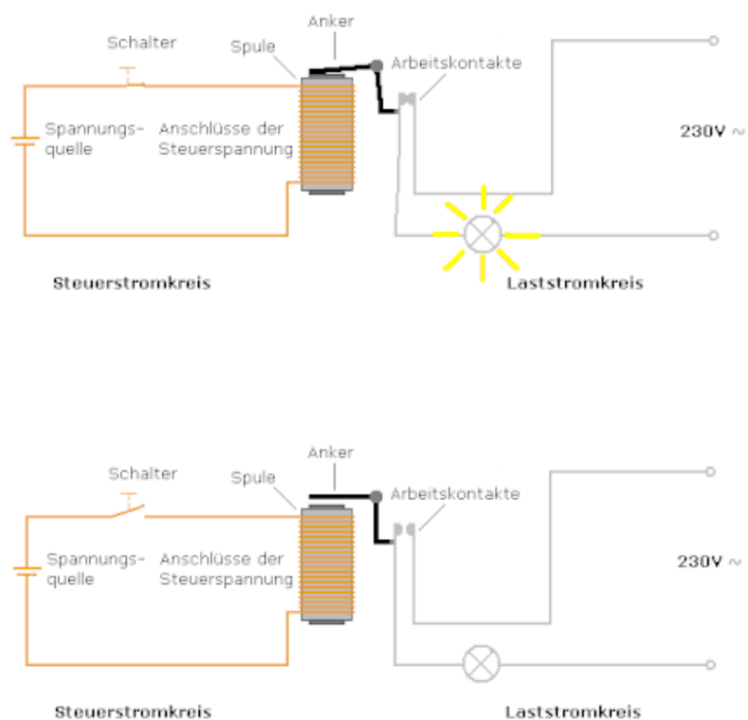 Anker
Schalter
Spule
Arbeitskontakte
Spannungs-
quelle
Anschlüsse der
Steuerspannung
230V ~
Steuerstromkreis
Laststromkreis
Anker
Schalter
Spule
Arbeitskontakte
Spannungs-
quelle
Anschlüsse der
Steuerspannung
230V ~
Steuerstromkreis
Laststromkreis